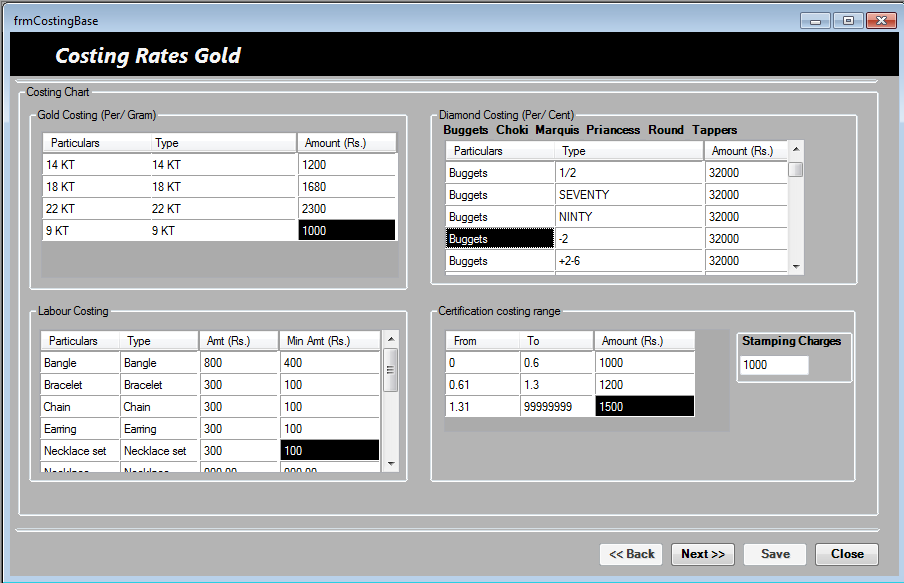 frmCostingBase
Costing Rates Gold
Costing Chart
Gold Costing (Per/ Gram)
Particulars Type Amount (Rs.)
14 KT 14 KT 1200
18 KT 18 KT 1680
22 KT 22 KT 2300
9 KT 9 KT 1000
Diamond Costing (Per/ Cent)
Buggets Choki Marquis Priancess Round Tappers
Particulars Type Amount (Rs.)
Buggets 1/2 32000
Buggets SEVENTY 32000
Buggets NINTY 32000
Buggets -2 32000
Buggets +2-6 32000
Labour Costing
Particulars Type Amt (Rs.) Min Amt (Rs.)
Bangle Bangle 800 400
Bracelet Bracelet 300 100
Chain Chain 300 100
Earring Earring 300 100
Necklace set Necklace set 300 100
Certification costing range
From To Amount (Rs.)
0 0.6 1000
0.61 1.3 1200
1.31 99999999 1500
Stamping Charges
1000
<< Back Next >> Save Close